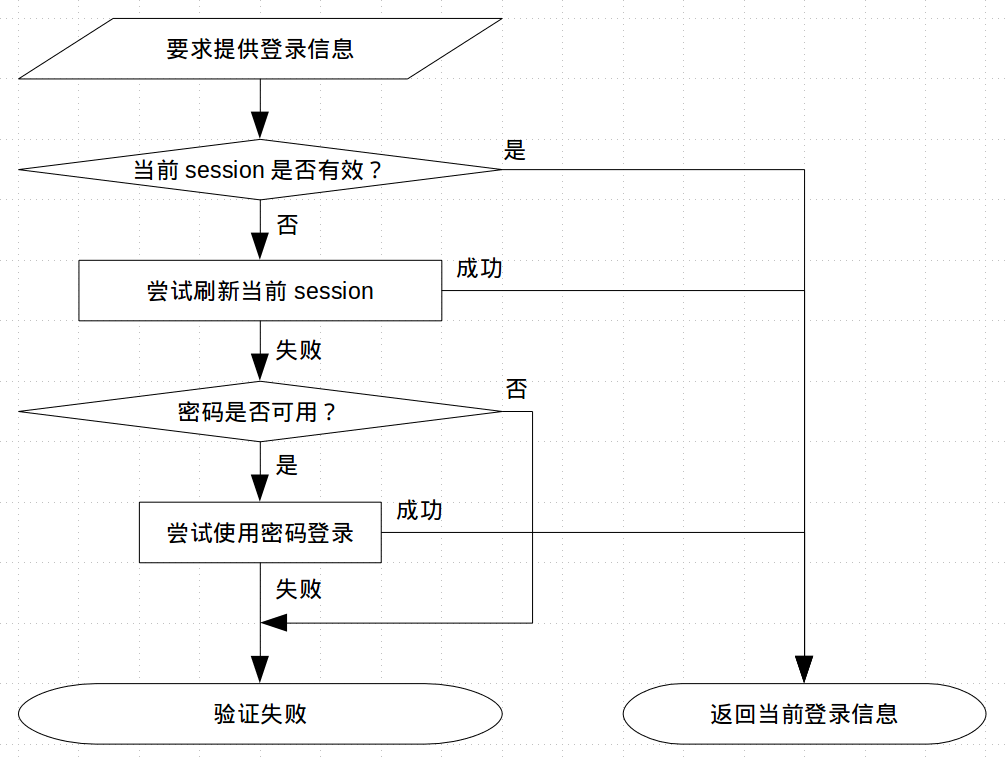 要求提供登录信息
当前 session 是否有效？
是
否
尝试刷新当前 session
成功
失败
密码是否可用？
否
是
尝试使用密码登录
成功
失败
验证失败
返回当前登录信息